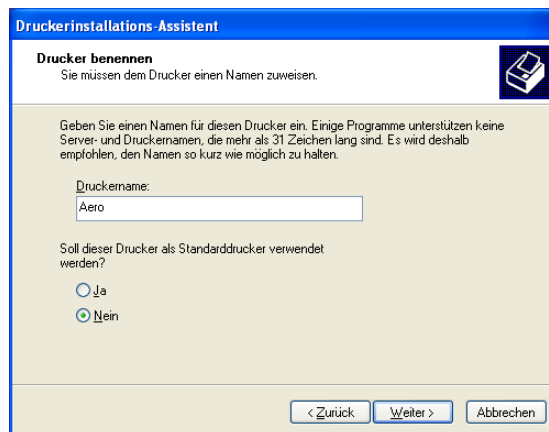 Druckerinstallations-Assistent
Drucker benennen
Sie müssen dem Drucker einen Namen zuweisen.
Geben Sie einen Namen für diesen Drucker ein. Einige Programme unterstützen keine
Server- und Druckernamen, die mehr als 31 Zeichen lang sind. Es wird deshalb
empfohlen, den Namen so kurz wie möglich zu halten.
Druckername:
Aero
Soll dieser Drucker als Standarddrucker verwendet
werden?
Ja
Nein
< Zurück Weiter > Abbrechen